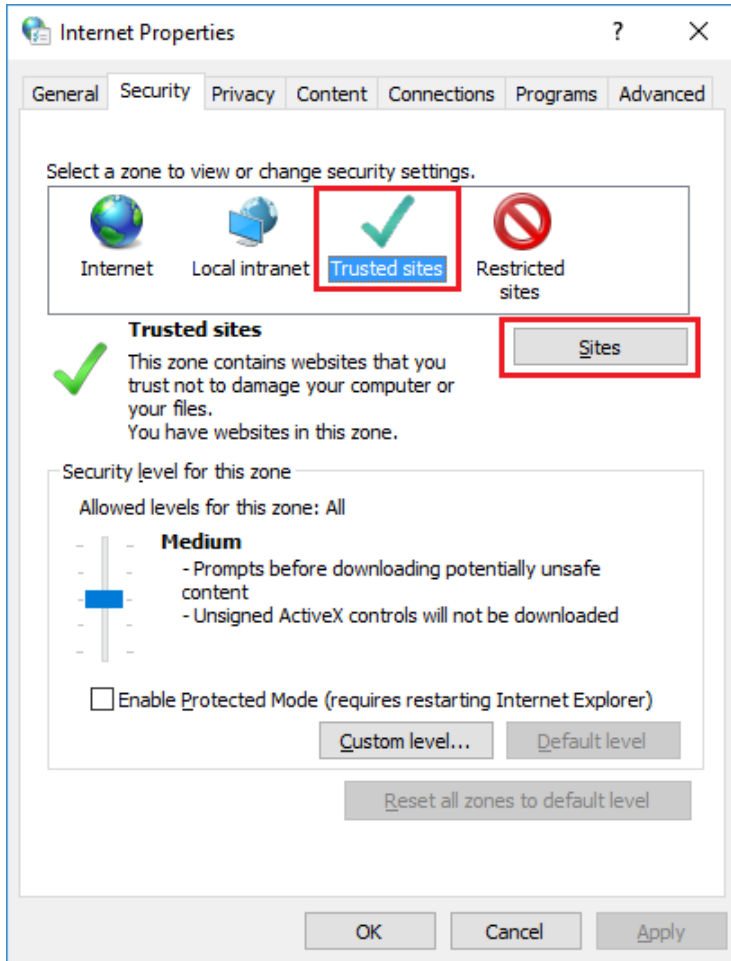 Internet Properties
?
General Security Privacy Content Connections Programs Advanced
Select a zone to view or change security settings.
Internet Local intranet Trusted sites Restricted
sites
Trusted sites
Sites
This zone contains websites that you
trust not to damage your computer or
your files.
You have websites in this zone.
Security level for this zone
Allowed levels for this zone: All
Medium
- Prompts before downloading potentially unsafe
content
- Unsigned ActiveX controls will not be downloaded
Enable Protected Mode (requires restarting Internet Explorer)
Custom level... Default level
Reset all zones to default level
OK Cancel Apply